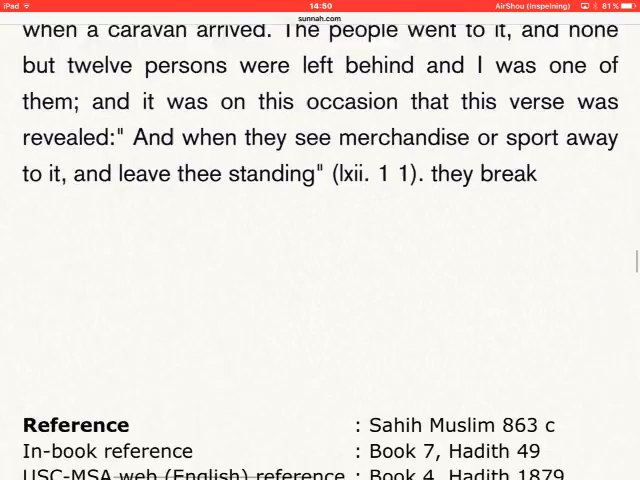 iPad 14:50 AirShou (Inspelning) 81 %
sunnah.com
when a caravan arrived. The people went to it, and none
but twelve persons were left behind and I was one of
them; and it was on this occasion that this verse was
revealed:" And when they see merchandise or sport away
to it, and leave thee standing" (lxii. 1 1). they break
Reference : Sahih Muslim 863 c
In-book reference : Book 7, Hadith 49
USC-MSA web (English) reference : Book 4, Hadith 1879